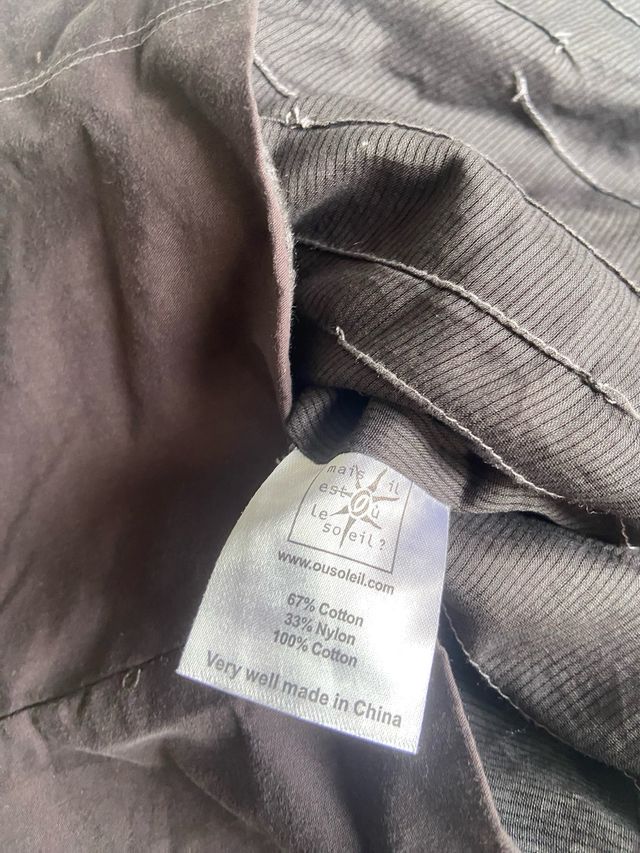 mais il
est Où
le
soleil?
www.ousoleil.com
67% Cotton
33% Nylon
100% Cotton
Very well made in China